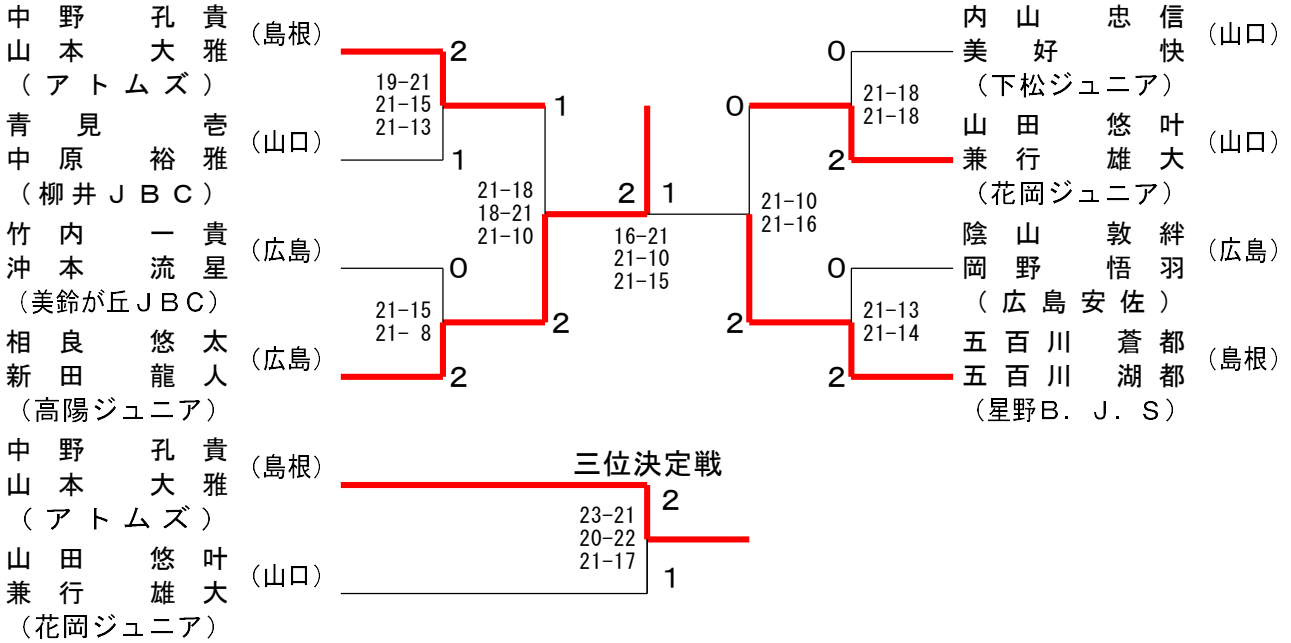 中野 孔貴
山本 大雅
(アトムズ)
(島根)
青見 壱
中原 裕雅
(柳井JBC)
(山口)
竹内 一貴
沖本 流星
(美鈴が丘JBC)
(広島)
相良 悠太
新田 龍人
(高陽ジュニア)
(広島)
2
19-21
21-15
21-13
1
1
21-18
18-21
21-10
0
21-15
21- 8
2
2
2 1
16-21
21-10
21-15
0
21-10
21-16
2
0
21-18
21-18
2
0
21-13
21-14
2
内山 忠信
美好 快
(下松ジュニア)
(山口)
山田 悠叶
兼行 雄大
(花岡ジュニア)
(山口)
陰山 敦絆
岡野 悟羽
(広島安佐)
(広島)
五百川 蒼都
五百川 湖都
(星野B.J.S)
(島根)
三位決定戦
中野 孔貴
山本 大雅
(アトムズ)
(島根)
山田 悠叶
兼行 雄大
(花岡ジュニア)
(山口)
2
23-21
20-22
21-17
1